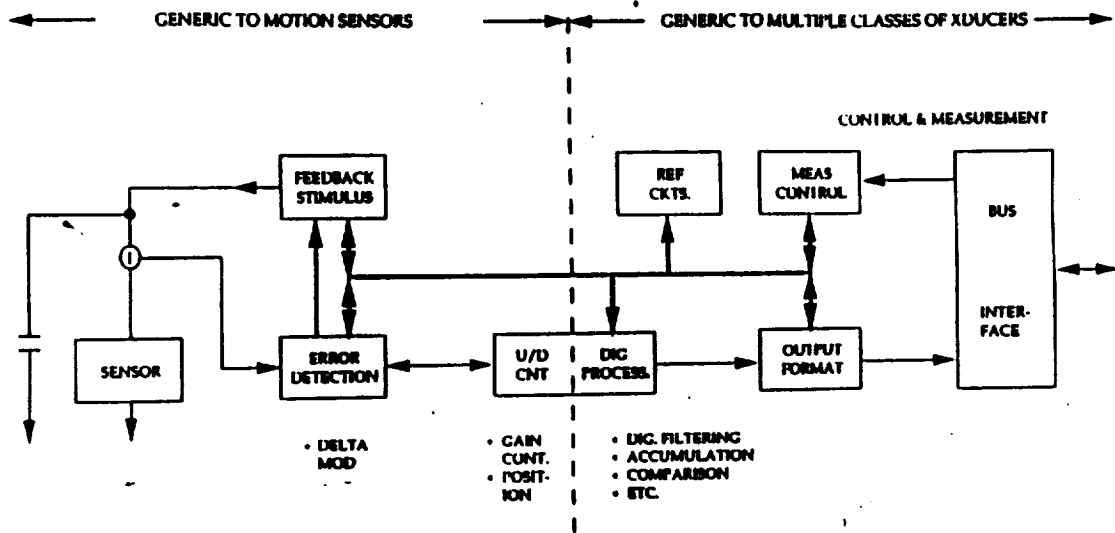 GENERIC TO MOTION SENSORS
GENERIC TO MULTIPLE CLASSES OF XDUCERS
CONTROL & MEASUREMENT
FEEDBACK
STIMULUS
REF
CKTS.
MEAS
CONTROL
BUS
INTER-
FACE
I
SENSOR
ERROR
DETECTION
U/D
CNT
DIG
PROCESS.
OUTPUT
FORMAT
• DELTA
MOD
• GAIN
CONT.
• POSIT-
ION
• DIG. FILTERING
• ACCUMULATION
• COMPARISON
• ETC.